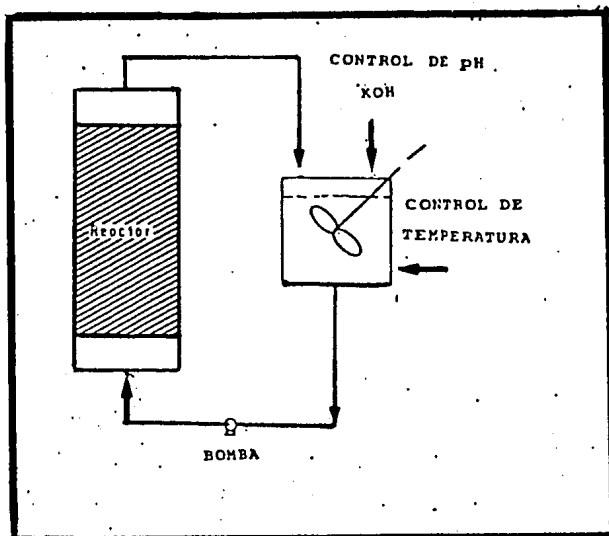 CONTROL DE pH
KOH
Reactor
CONTROL DE
TEMPERATURA
BOMBA